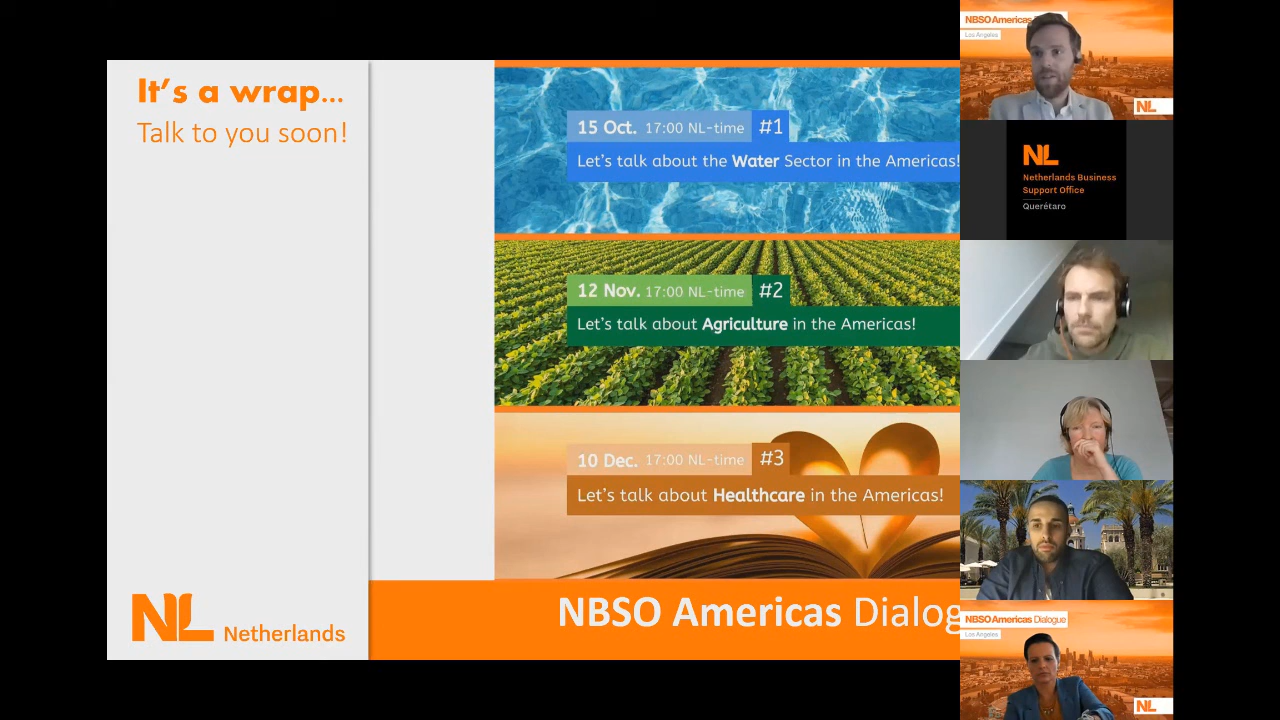 It's a wrap...
Talk to you soon!
15 Oct. 17:00 NL-time #1
Let's talk about the Water Sector in the Americas!
12 Nov. 17:00 NL-time #2
Let's talk about Agriculture in the Americas!
10 Dec. 17:00 NL-time #3
Let's talk about Healthcare in the Americas!
NL Netherlands
NBSO Americas Dialog
NBSO Americas
Los Angeles
NL
NL
Netherlands Business
Support Office
Querétaro
NBSO Americas Dialogue
Los Angeles
NL